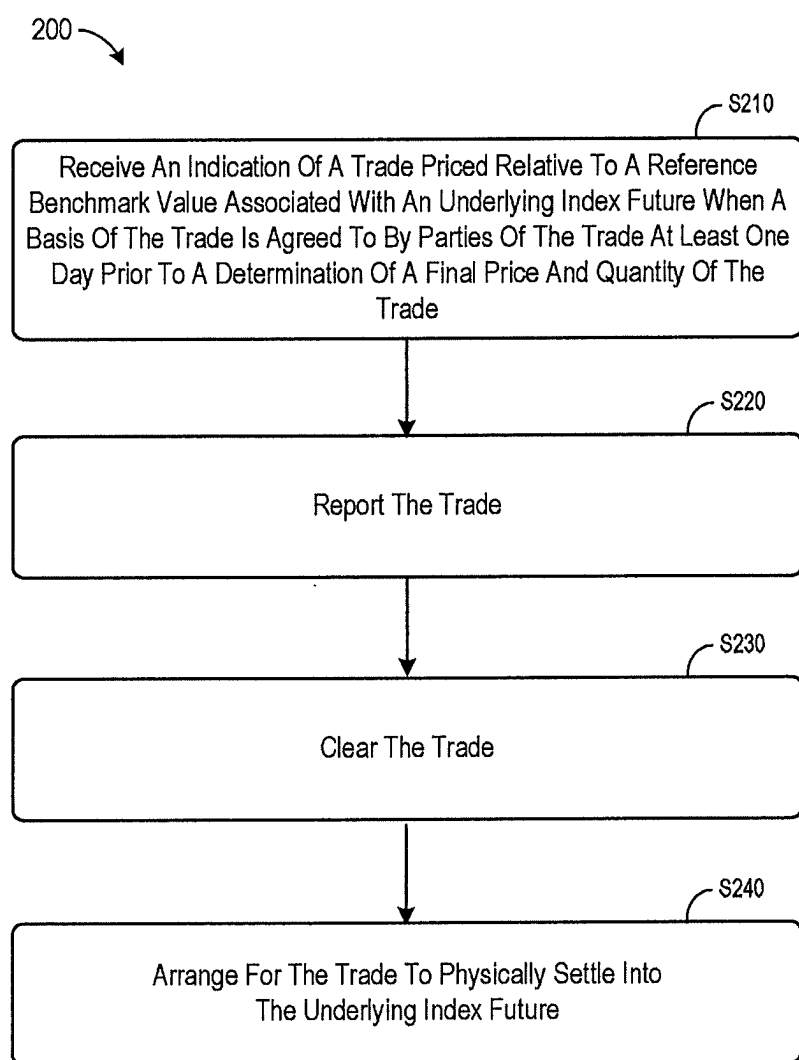 200
S210
Receive An Indication Of A Trade Priced Relative To A Reference
Benchmark Value Associated With An Underlying Index Future When A
Basis Of The Trade Is Agreed To By Parties Of The Trade At Least One
Day Prior To A Determination Of A Final Price And Quantity Of The
Trade
S220
Report The Trade
S230
Clear The Trade
S240
Arrange For The Trade To Physically Settle Into
The Underlying Index Future